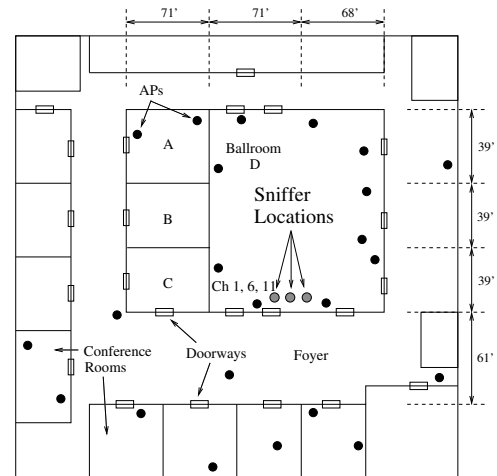 71' 71' 68'
APs
A
Ballroom
D
39'
Sniffer
Locations
39'
B
C
Ch 1, 6, 11
39'
Conference
Rooms
Doorways
Foyer
61'